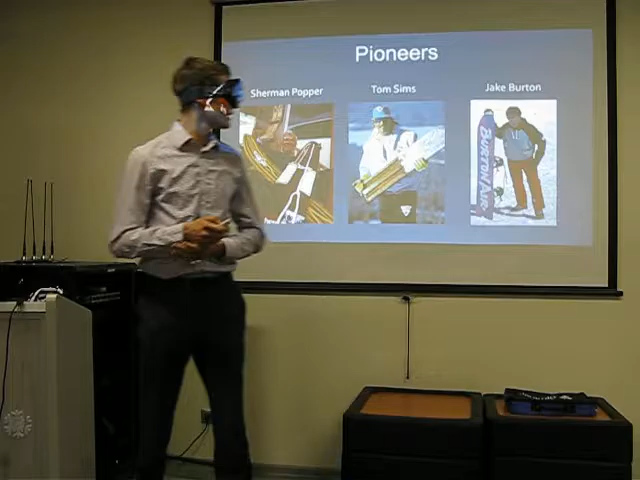 Pioneers
Sherman Popper
Tom Sims
Jake Burton
BURTON AIR